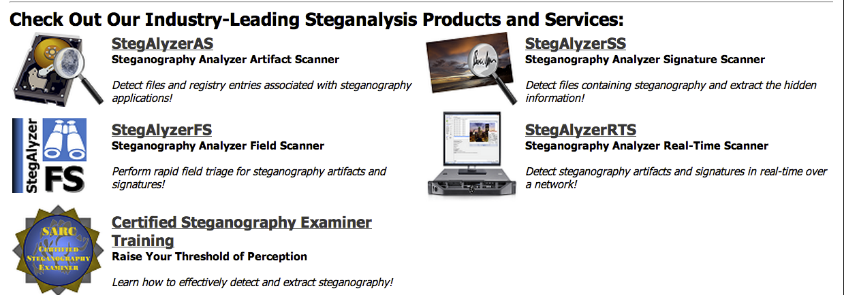 Check Out Our Industry-Leading Steganalysis Products and Services:
StegAlyzerAS
Steganography Analyzer Artifact Scanner
Detect files and registry entries associated with steganography
applications!
StegAlyzerSS
Steganography Analyzer Signature Scanner
Detect files containing steganography and extract the hidden
information!
StegAlyzer
FS
StegAlyzerFS
Steganography Analyzer Field Scanner
Perform rapid field triage for steganography artifacts and
signatures!
StegAlyzerRTS
Steganography Analyzer Real-Time Scanner
Detect steganography artifacts and signatures in real-time over
a network!
SARC
CERTIFIED
STEGANOGRAPHY
EXAMINER
Certified Steganography Examiner
Training
Raise Your Threshold of Perception
Learn how to effectively detect and extract steganography!